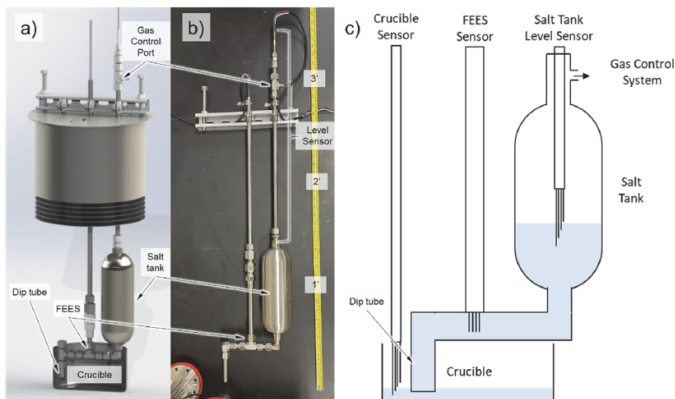 a)
Gas
Control
Port
b)
3'
Level
Sensor
2'
Salt
tank
1'
Dip tube
FEES
Crucible
c)
Crucible
Sensor
FEES
Sensor
Salt Tank
Level Sensor
Gas Control
System
Salt
Tank
Dip tube
Crucible